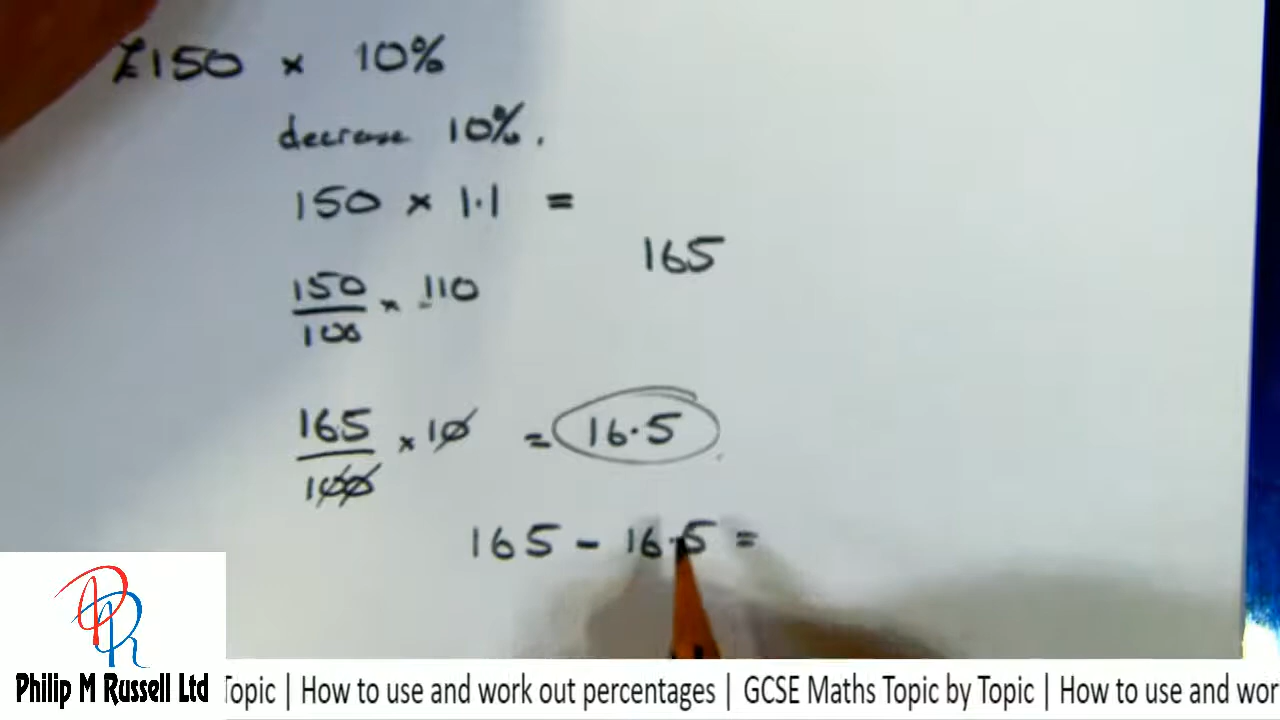 £150 × 10%
decrease 10%.
150 × 1.1 =
165
150/100 × 110
165/100 × 10 = 16.5
165 - 16.5 =
PR
Philip M Russell Ltd
Topic | How to use and work out percentages | GCSE Maths Topic by Topic | How to use and wor